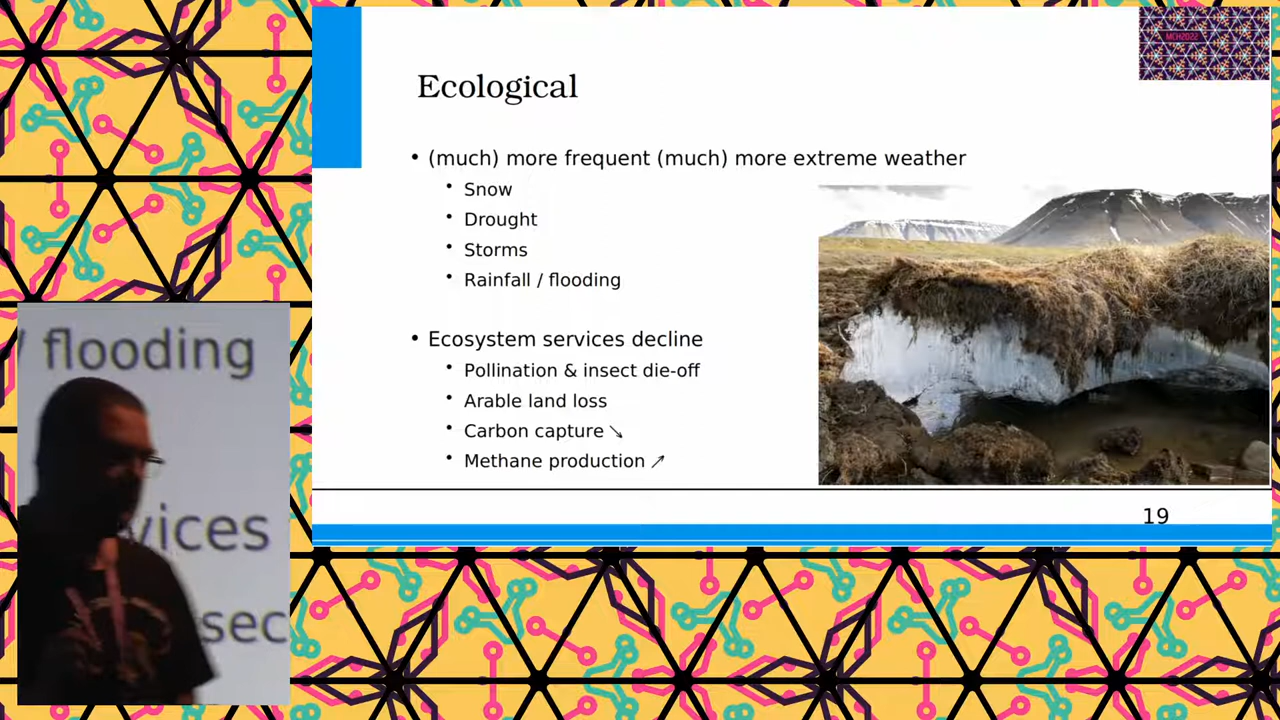 MCH2022
Ecological
• (much) more frequent (much) more extreme weather
• Snow
• Drought
• Storms
• Rainfall / flooding
• Ecosystem services decline
• Pollination & insect die-off
• Arable land loss
• Carbon capture ↘
• Methane production ↗
19
/ flooding
vices
sec